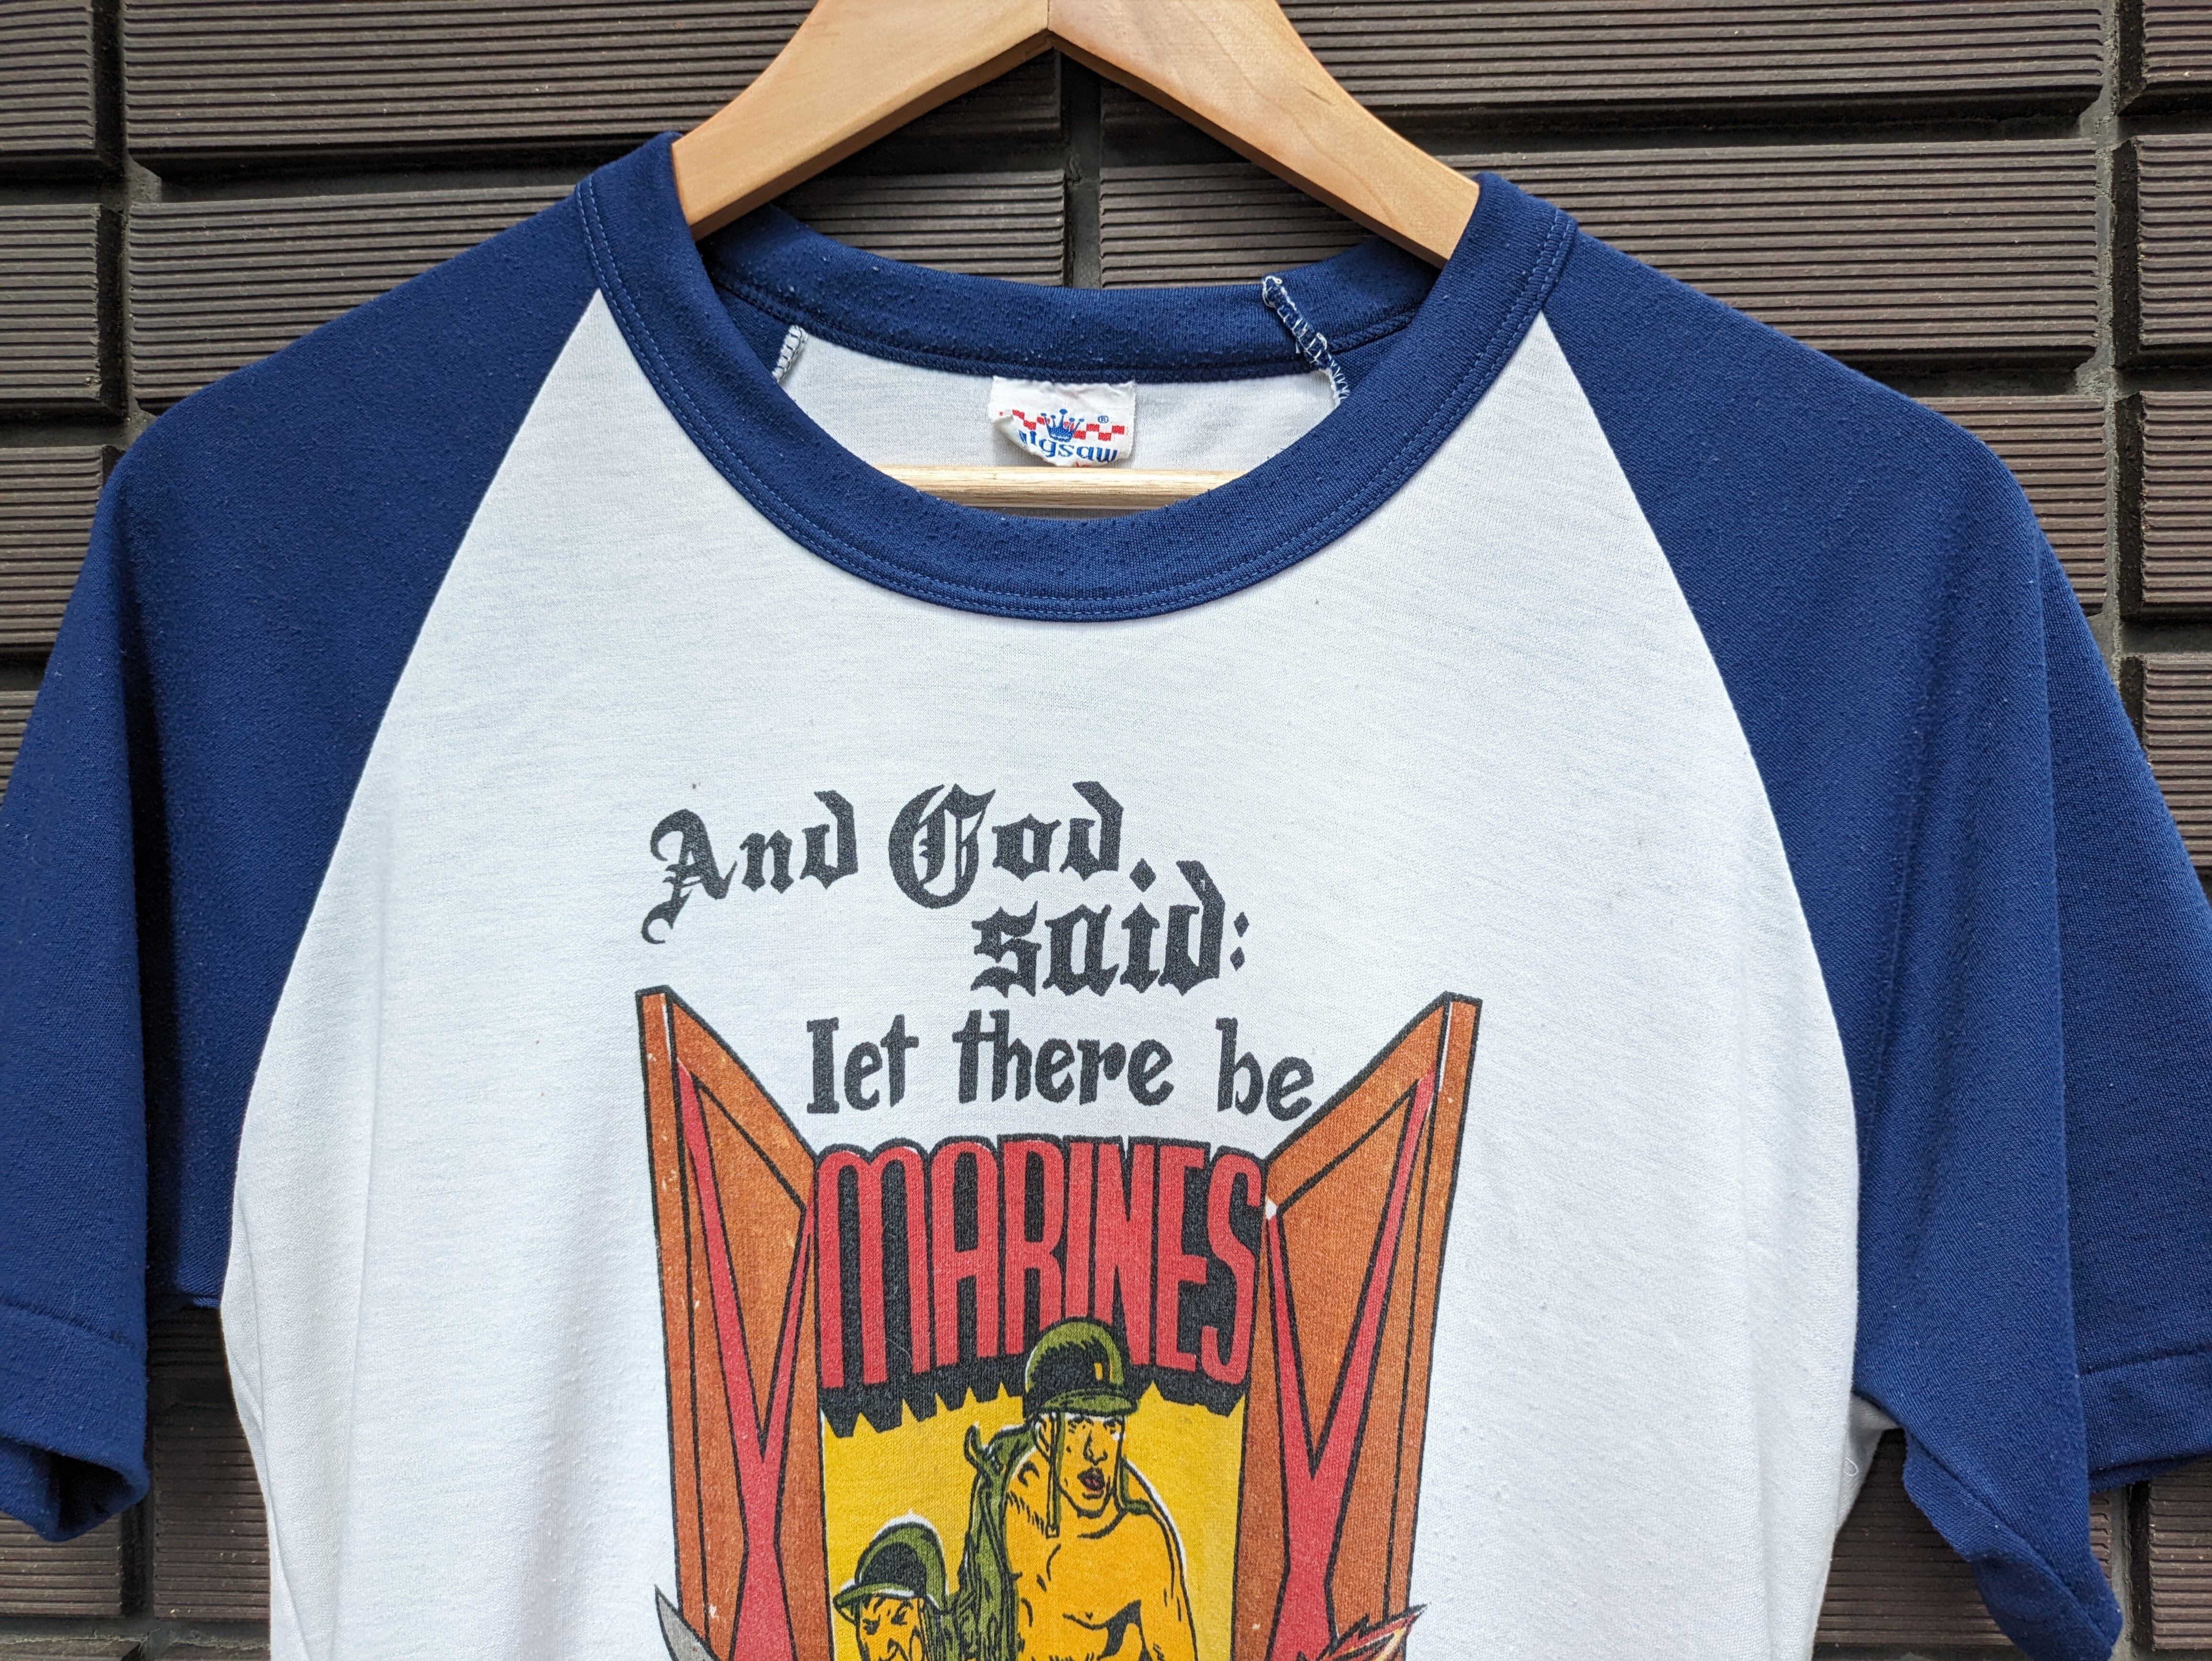 ®
And God.
said:
let there be
MARINES